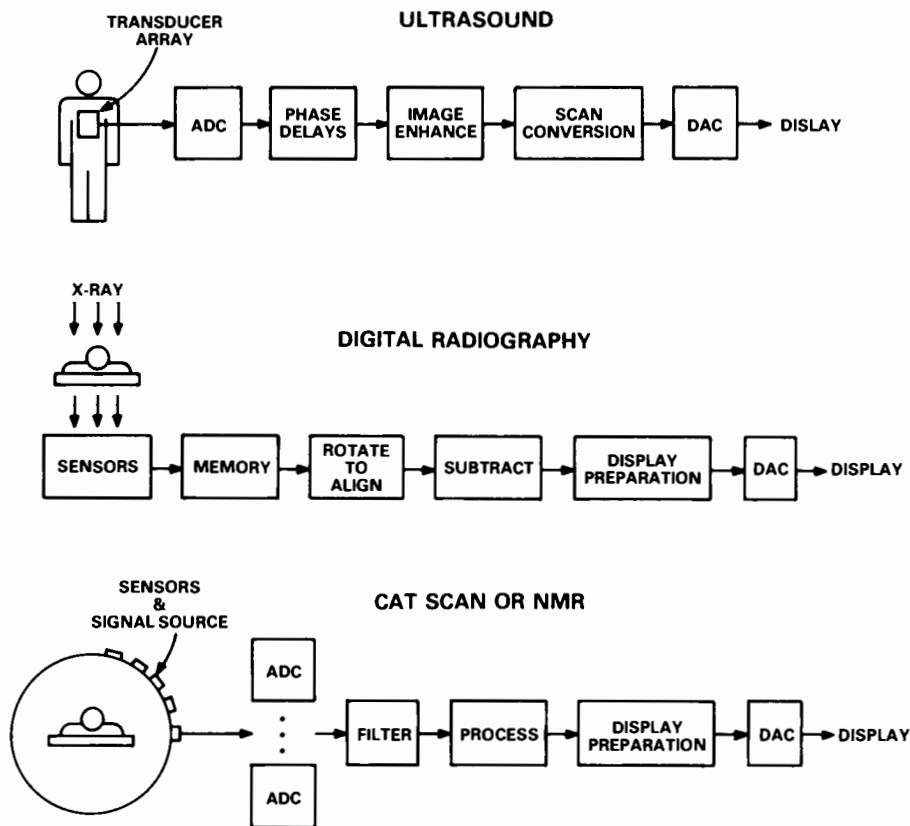 ULTRASOUND
TRANSDUCER
ARRAY
ADC
PHASE
DELAYS
IMAGE
ENHANCE
SCAN
CONVERSION
DAC
DISLAY
X-RAY
DIGITAL RADIOGRAPHY
SENSORS
MEMORY
ROTATE
TO
ALIGN
SUBTRACT
DISPLAY
PREPARATION
DAC
DISPLAY
CAT SCAN OR NMR
SENSORS
&
SIGNAL SOURCE
ADC
ADC
FILTER
PROCESS
DISPLAY
PREPARATION
DAC
DISPLAY